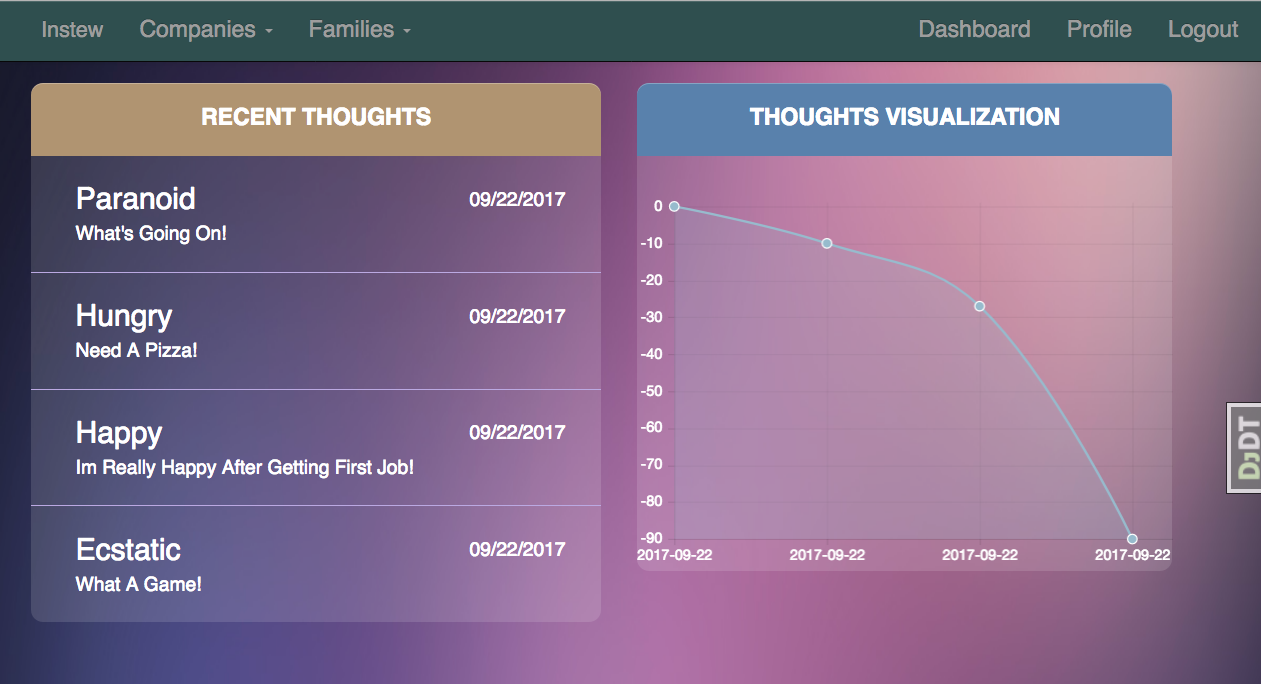 Instew Companies Families Dashboard Profile Logout
RECENT THOUGHTS
Paranoid 09/22/2017
What's Going On!
Hungry 09/22/2017
Need A Pizza!
Happy 09/22/2017
Im Really Happy After Getting First Job!
Ecstatic 09/22/2017
What A Game!
THOUGHTS VISUALIZATION
0
-10
-20
-30
-40
-50
-60
-70
-80
-90
2017-09-22 2017-09-22 2017-09-22 2017-09-22
DJDT